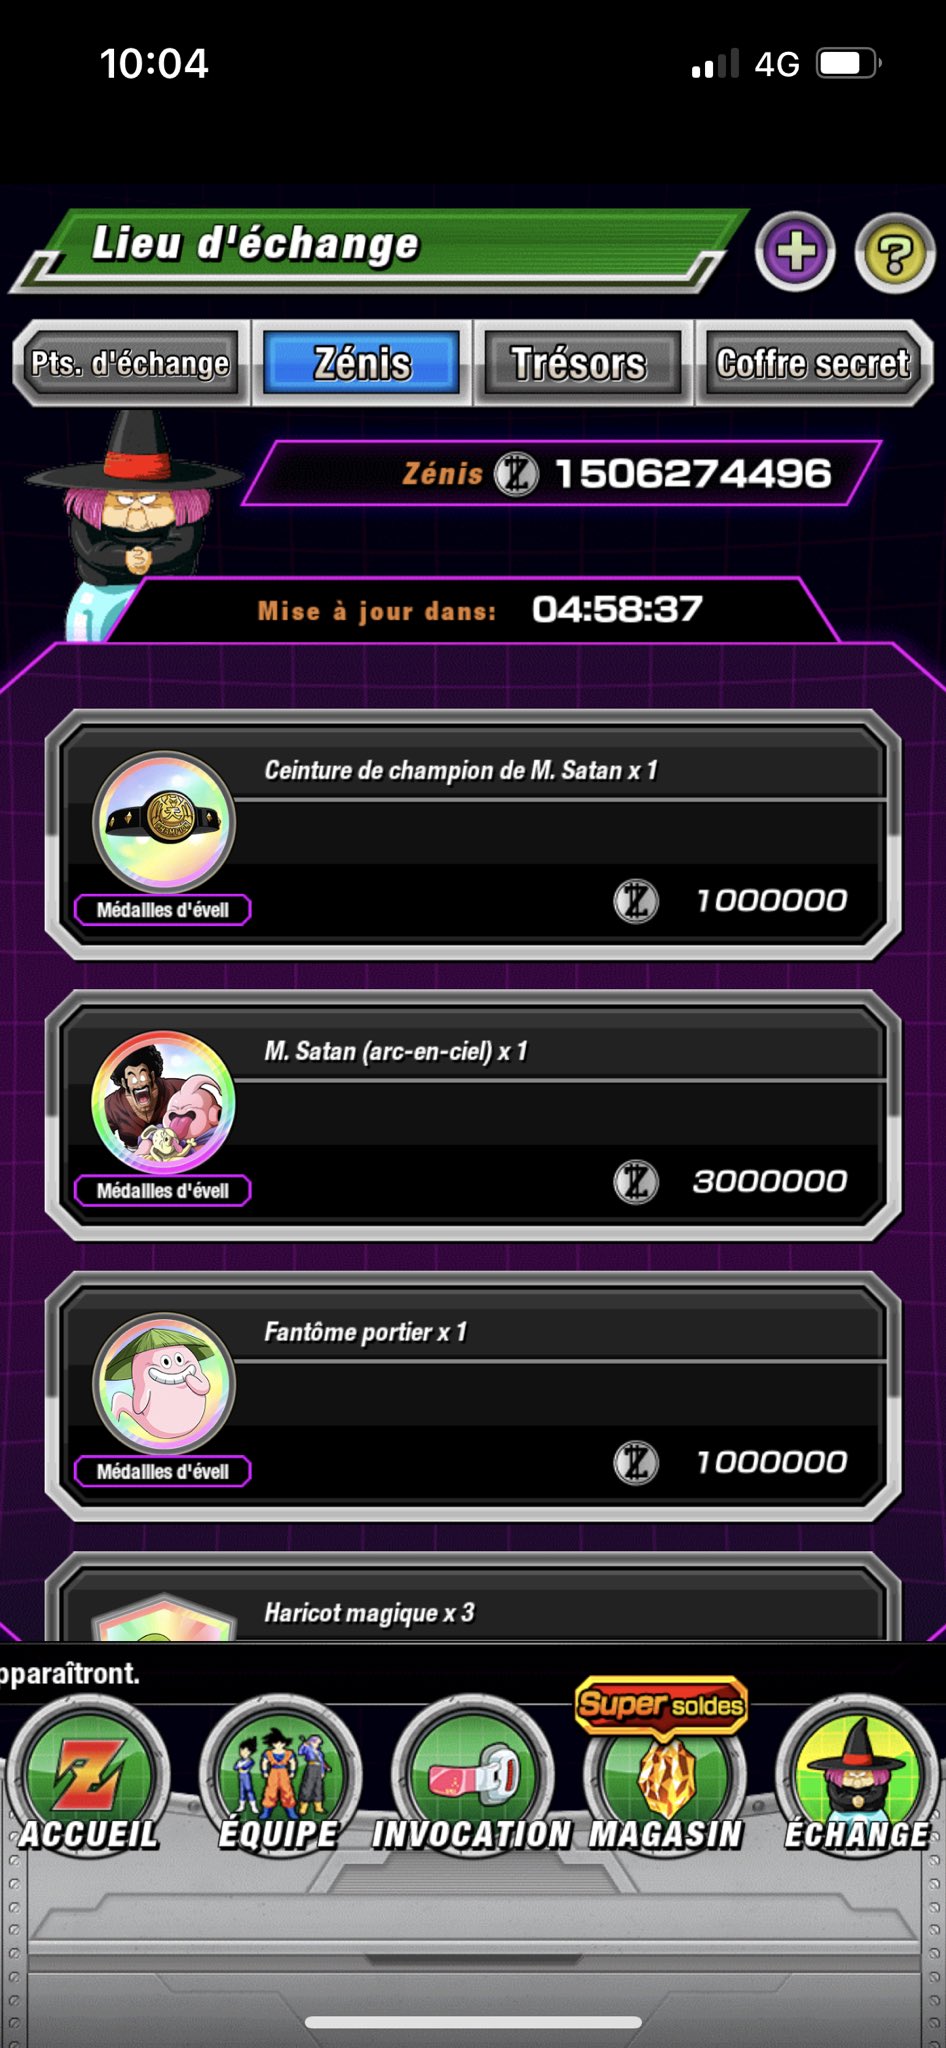 10:04
4G
Lieu d'échange
Pts. d'échange
Zénis
Trésors
Coffre secret
Zénis 1506274496
Mise à jour dans: 04:58:37
Ceinture de champion de M. Satan x 1
Médailles d'éveil
1000000
M. Satan (arc-en-ciel) x 1
Médailles d'éveil
3000000
Fantôme portier x 1
Médailles d'éveil
1000000
Haricot magique x 3
pparaîtront.
Super soldes
ACCUEIL
ÉQUIPE
INVOCATION
MAGASIN
ÉCHANGE